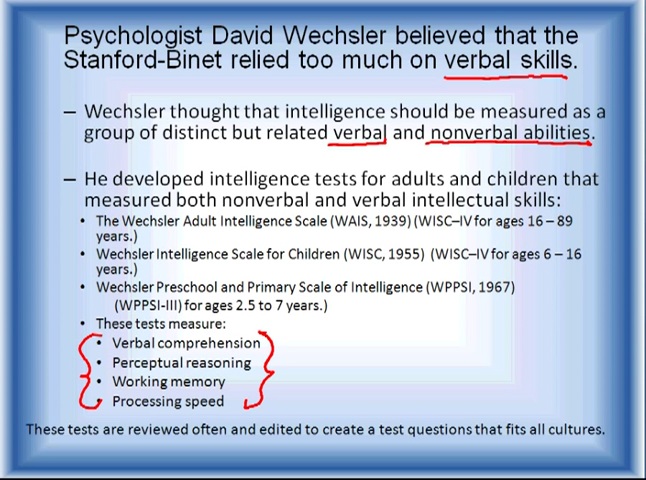 Psychologist David Wechsler believed that the
Stanford-Binet relied too much on verbal skills.
– Wechsler thought that intelligence should be measured as a
group of distinct but related verbal and nonverbal abilities.
– He developed intelligence tests for adults and children that
measured both nonverbal and verbal intellectual skills:
• The Wechsler Adult Intelligence Scale (WAIS, 1939) (WISC–IV for ages 16 – 89
years.)
• Wechsler Intelligence Scale for Children (WISC, 1955) (WISC–IV for ages 6 – 16
years.)
• Wechsler Preschool and Primary Scale of Intelligence (WPPSI, 1967)
(WPPSI-III) for ages 2.5 to 7 years.)
• These tests measure:
• Verbal comprehension
• Perceptual reasoning
• Working memory
• Processing speed
These tests are reviewed often and edited to create a test questions that fits all cultures.